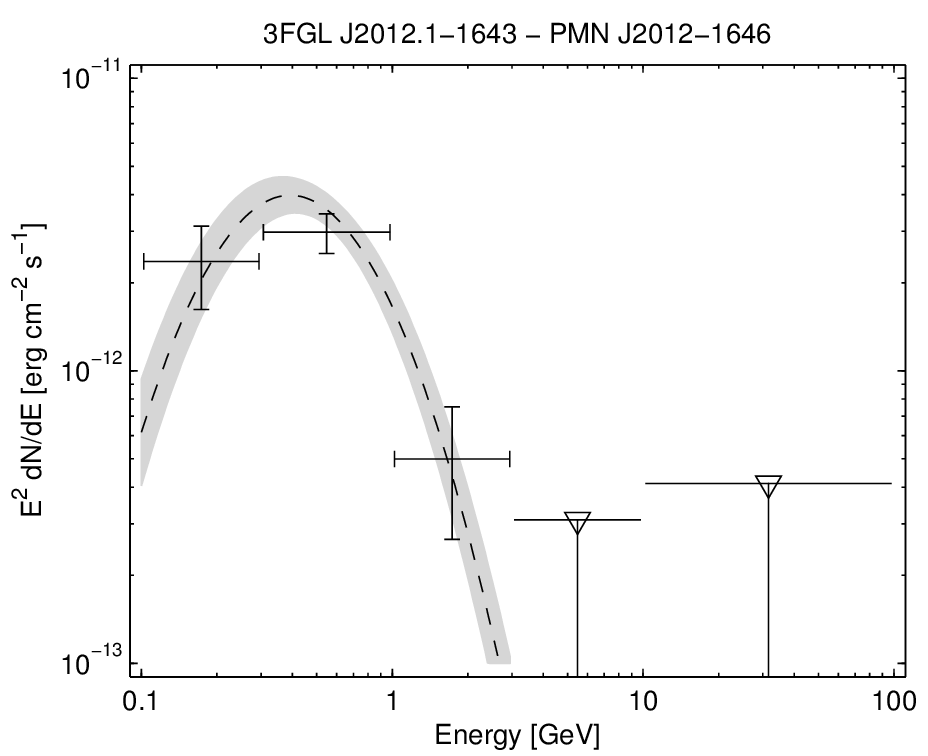 3FGL J2012.1−1643 − PMN J2012−1646
10⁻¹¹
10⁻¹²
10⁻¹³
E² dN/dE [erg cm⁻² s⁻¹]
0.1 1 10 100
Energy [GeV]